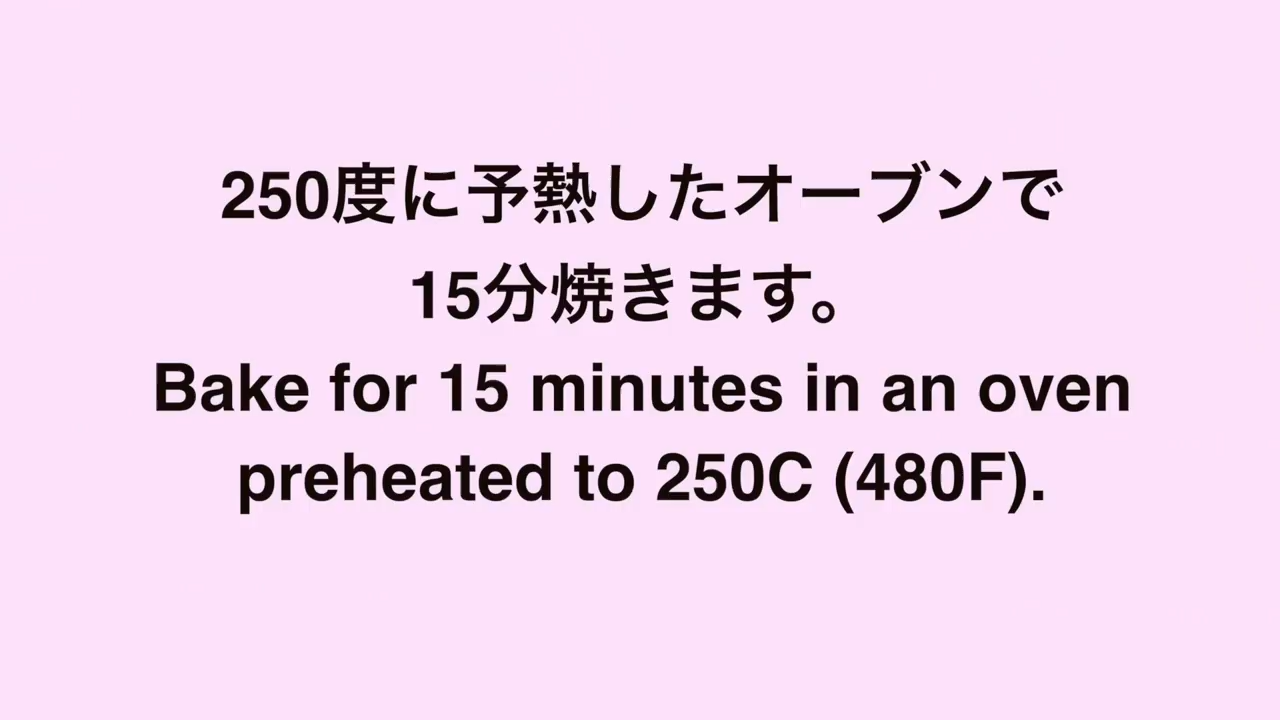 250度に予熱したオーブンで
15分焼きます。
Bake for 15 minutes in an oven
preheated to 250C (480F).